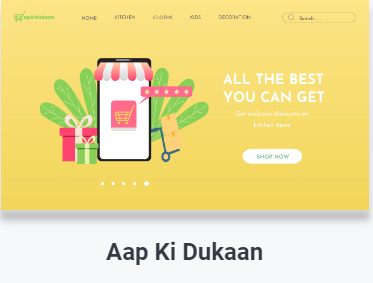 apkidukaan
HOME KITCHEN CLOTHS KIDS DECORATION Search...
ALL THE BEST
YOU CAN GET
Get exclusive discounts on
kitchen items
SHOP NOW
Aap Ki Dukaan